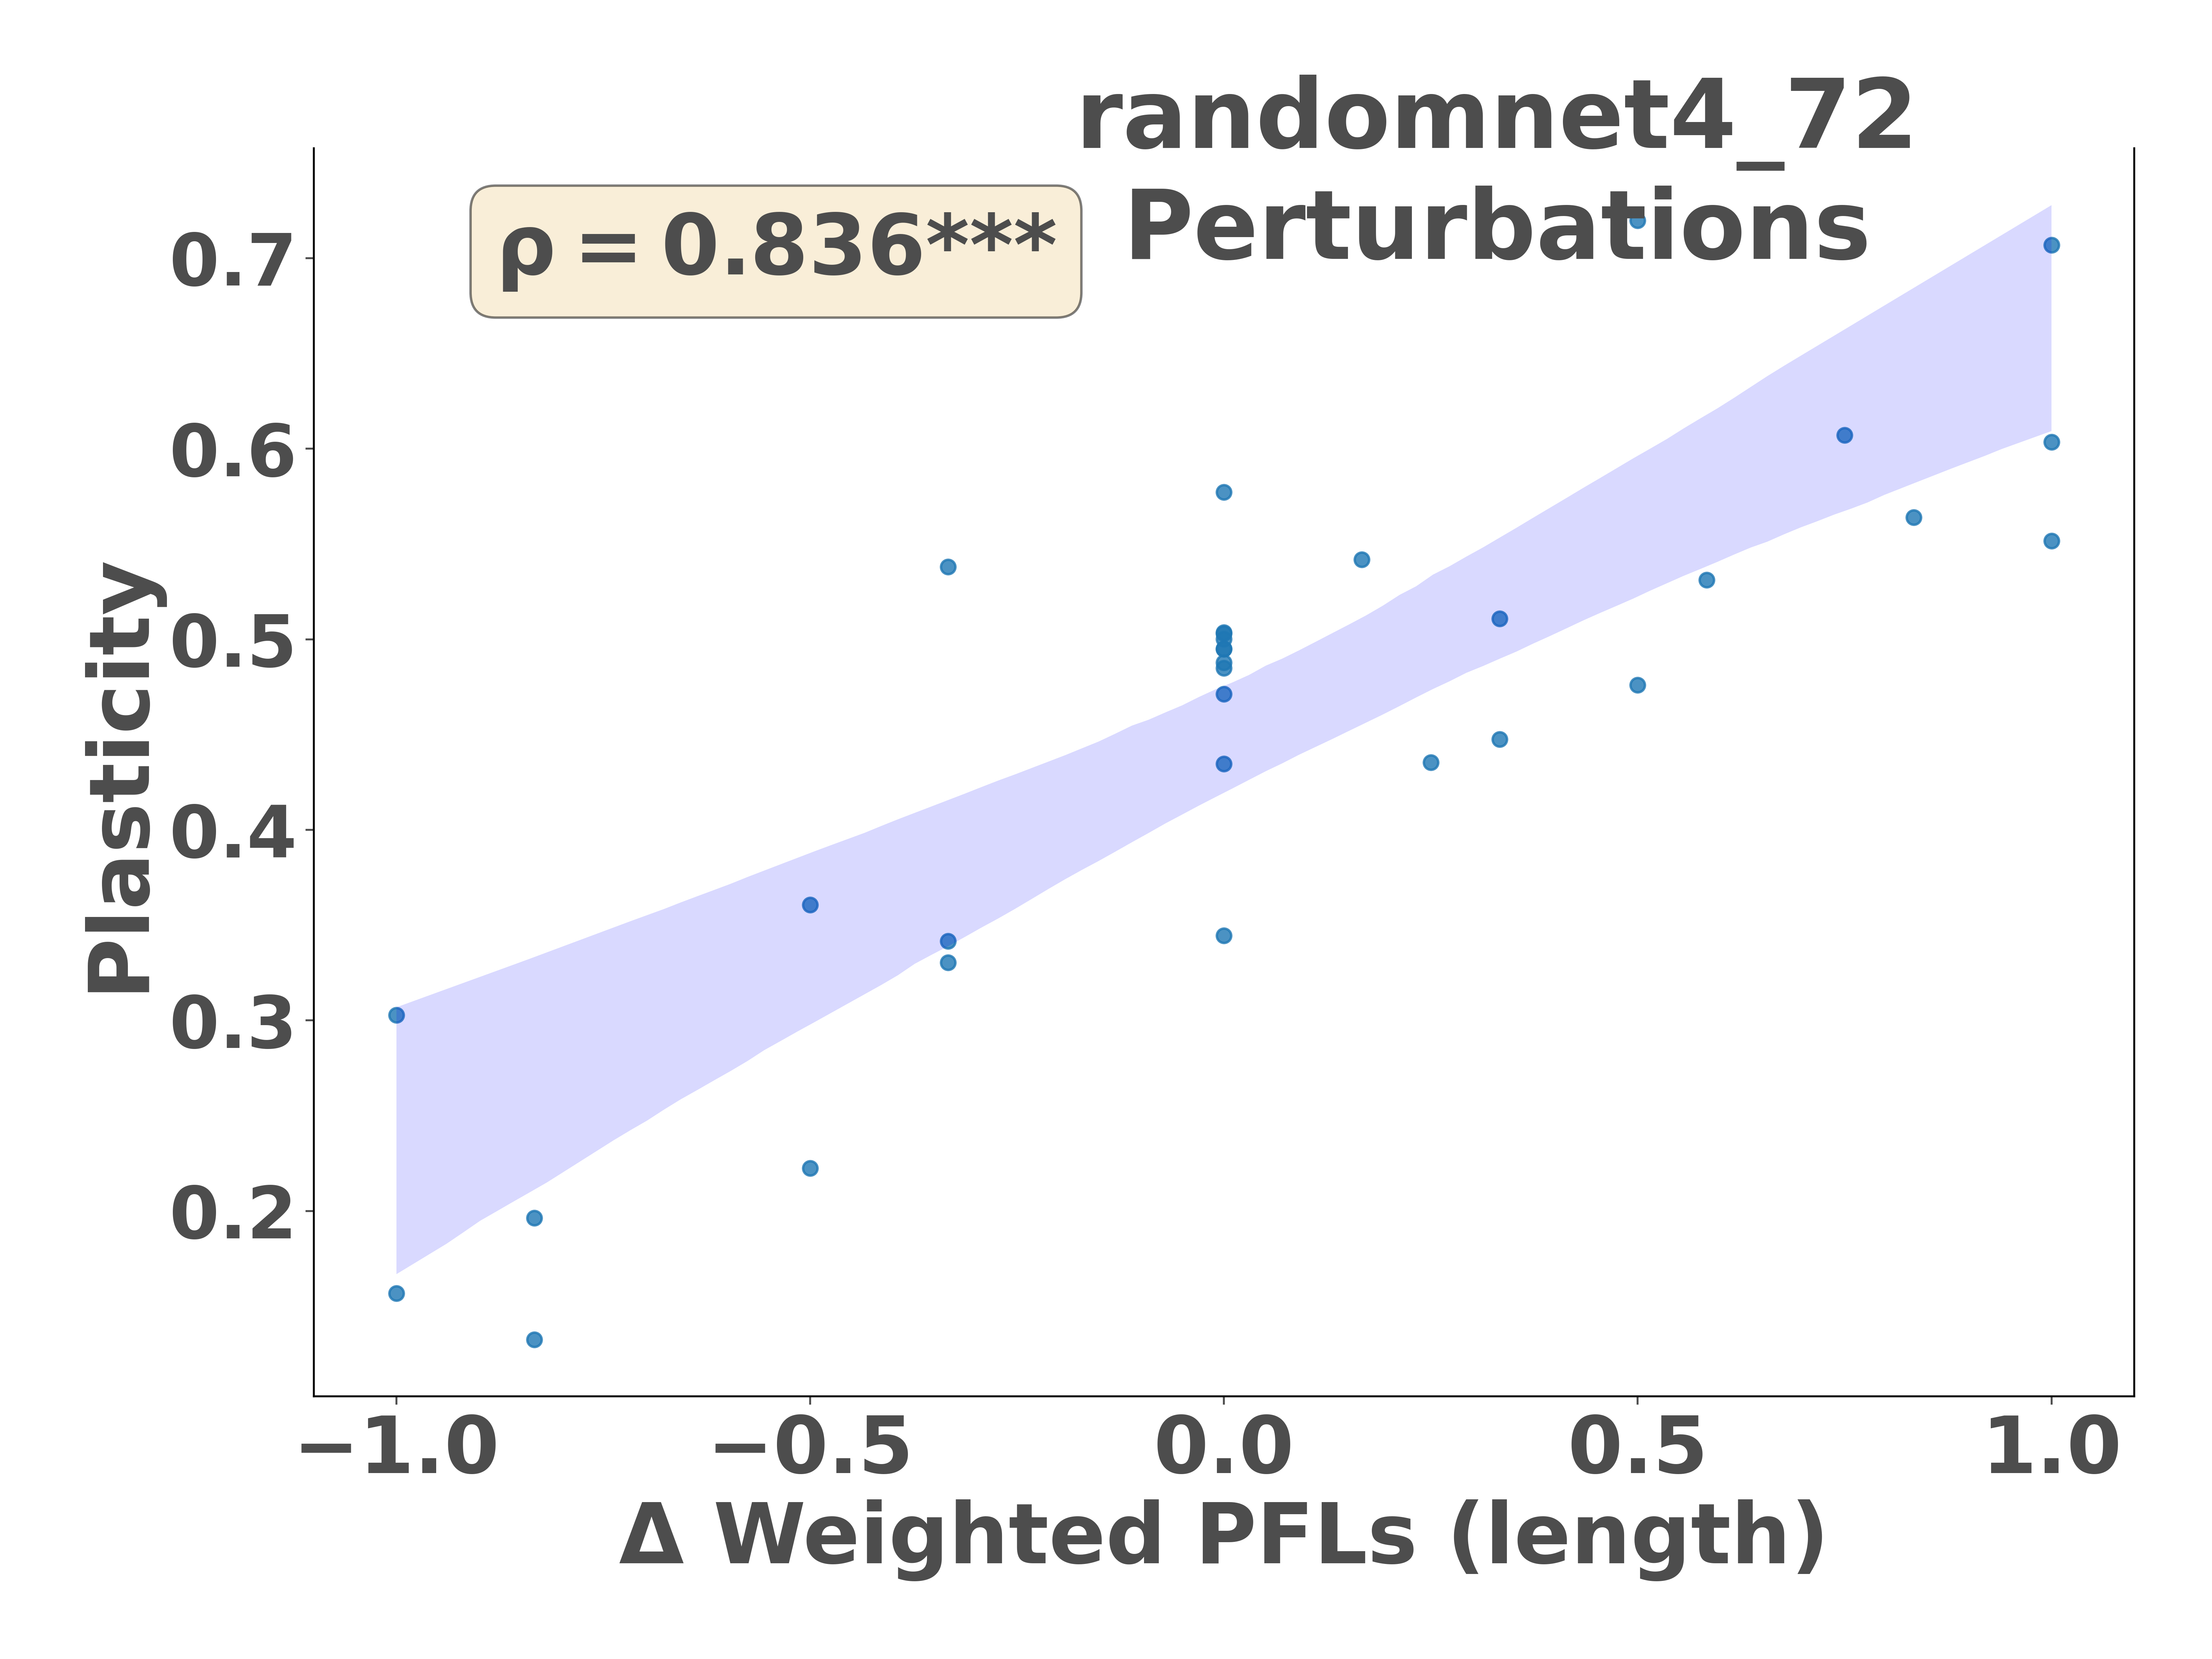 randomnet4_72
Perturbations
ρ = 0.836***
Plasticity
0.7
0.6
0.5
0.4
0.3
0.2
−1.0
−0.5
0.0
0.5
1.0
Δ Weighted PFLs (length)